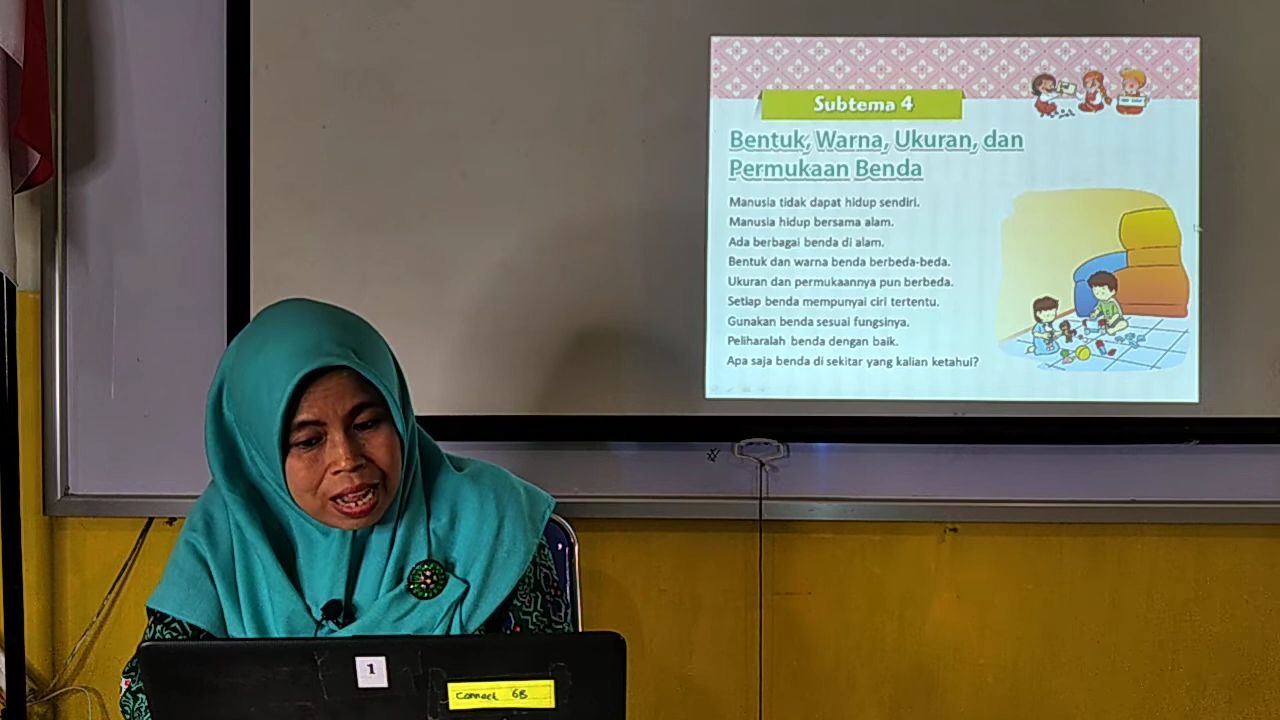 Subtema 4
Bentuk, Warna, Ukuran, dan
Permukaan Benda
Manusia tidak dapat hidup sendiri.
Manusia hidup bersama alam.
Ada berbagai benda di alam.
Bentuk dan warna benda berbeda-beda.
Ukuran dan permukaannya pun berbeda.
Setiap benda mempunyai ciri tertentu.
Gunakan benda sesuai fungsinya.
Peliharalah benda dengan baik.
Apa saja benda di sekitar yang kalian ketahui?
1
Connect 6B